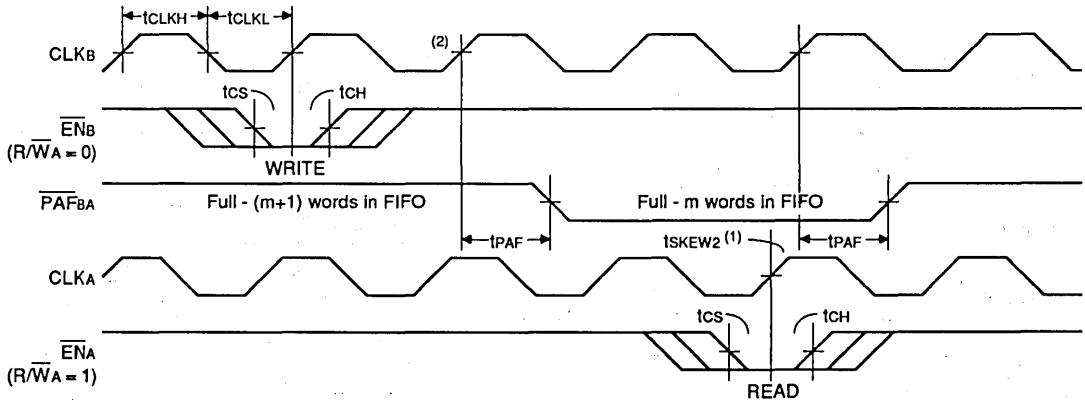 tCLKH tCLKL
CLKB (2)
tCS tCH
ENB
(R/WA = 0)
WRITE
PAFBA Full - (m+1) words in FIFO Full - m words in FIFO
tPAF tSKEW2 (1) tPAF
CLKA
tCS tCH
ENA
(R/WA = 1)
READ